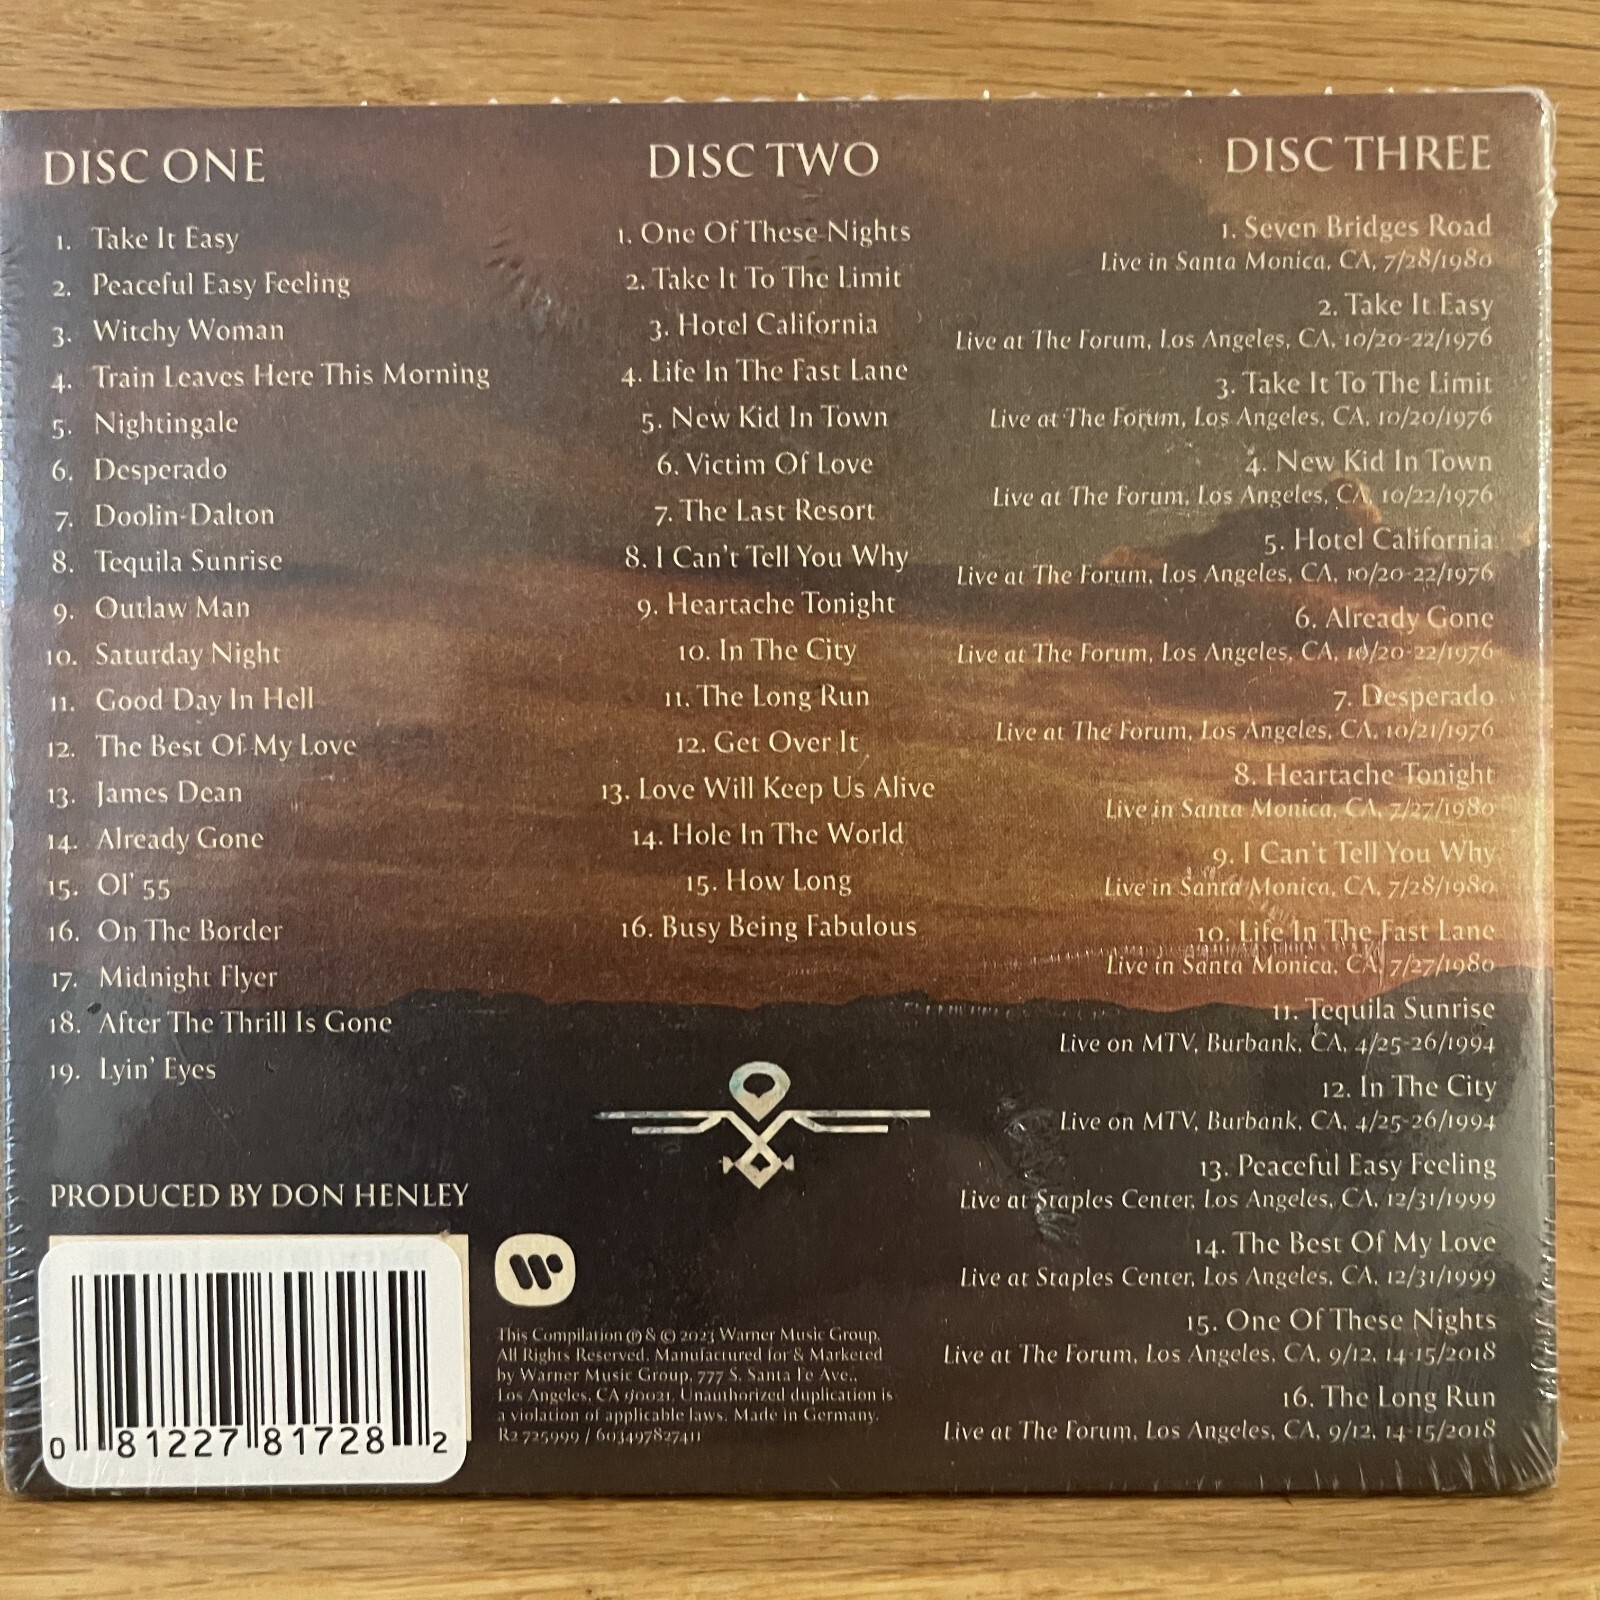 DISC ONE
1. Take It Easy
2. Peaceful Easy Feeling
3. Witchy Woman
4. Train Leaves Here This Morning
5. Nightingale
6. Desperado
7. Doolin-Dalton
8. Tequila Sunrise
9. Outlaw Man
10. Saturday Night
11. Good Day In Hell
12. The Best Of My Love
13. James Dean
14. Already Gone
15. Ol' 55
16. On The Border
17. Midnight Flyer
18. After The Thrill Is Gone
19. Lyin' Eyes
PRODUCED BY DON HENLEY
0 81227 81728 2
DISC TWO
1. One Of These Nights
2. Take It To The Limit
3. Hotel California
4. Life In The Fast Lane
5. New Kid In Town
6. Victim Of Love
7. The Last Resort
8. I Can't Tell You Why
9. Heartache Tonight
10. In The City
11. The Long Run
12. Get Over It
13. Love Will Keep Us Alive
14. Hole In The World
15. How Long
16. Busy Being Fabulous
This Compilation ℗ & © 2023 Warner Music Group.
All Rights Reserved. Manufactured for & Marketed
by Warner Music Group, 777 S. Santa Fe Ave.,
Los Angeles, CA 90021. Unauthorized duplication is
a violation of applicable laws. Made in Germany.
R2 725999 / 603497827411
DISC THREE
1. Seven Bridges Road
Live in Santa Monica, CA, 7/28/1980
2. Take It Easy
Live at The Forum, Los Angeles, CA, 10/20-22/1976
3. Take It To The Limit
Live at The Forum, Los Angeles, CA, 10/20/1976
4. New Kid In Town
Live at The Forum, Los Angeles, CA, 10/22/1976
5. Hotel California
Live at The Forum, Los Angeles, CA, 10/20-22/1976
6. Already Gone
Live at The Forum, Los Angeles, CA, 10/20-22/1976
7. Desperado
Live at The Forum, Los Angeles, CA, 10/21/1976
8. Heartache Tonight
Live in Santa Monica, CA, 7/27/1980
9. I Can't Tell You Why
Live in Santa Monica, CA, 7/28/1980
10. Life In The Fast Lane
Live in Santa Monica, CA, 7/27/1980
11. Tequila Sunrise
Live on MTV, Burbank, CA, 4/25-26/1994
12. In The City
Live on MTV, Burbank, CA, 4/25-26/1994
13. Peaceful Easy Feeling
Live at Staples Center, Los Angeles, CA, 12/31/1999
14. The Best Of My Love
Live at Staples Center, Los Angeles, CA, 12/31/1999
15. One Of These Nights
Live at The Forum, Los Angeles, CA, 9/12, 14-15/2018
16. The Long Run
Live at The Forum, Los Angeles, CA, 9/12, 14-15/2018